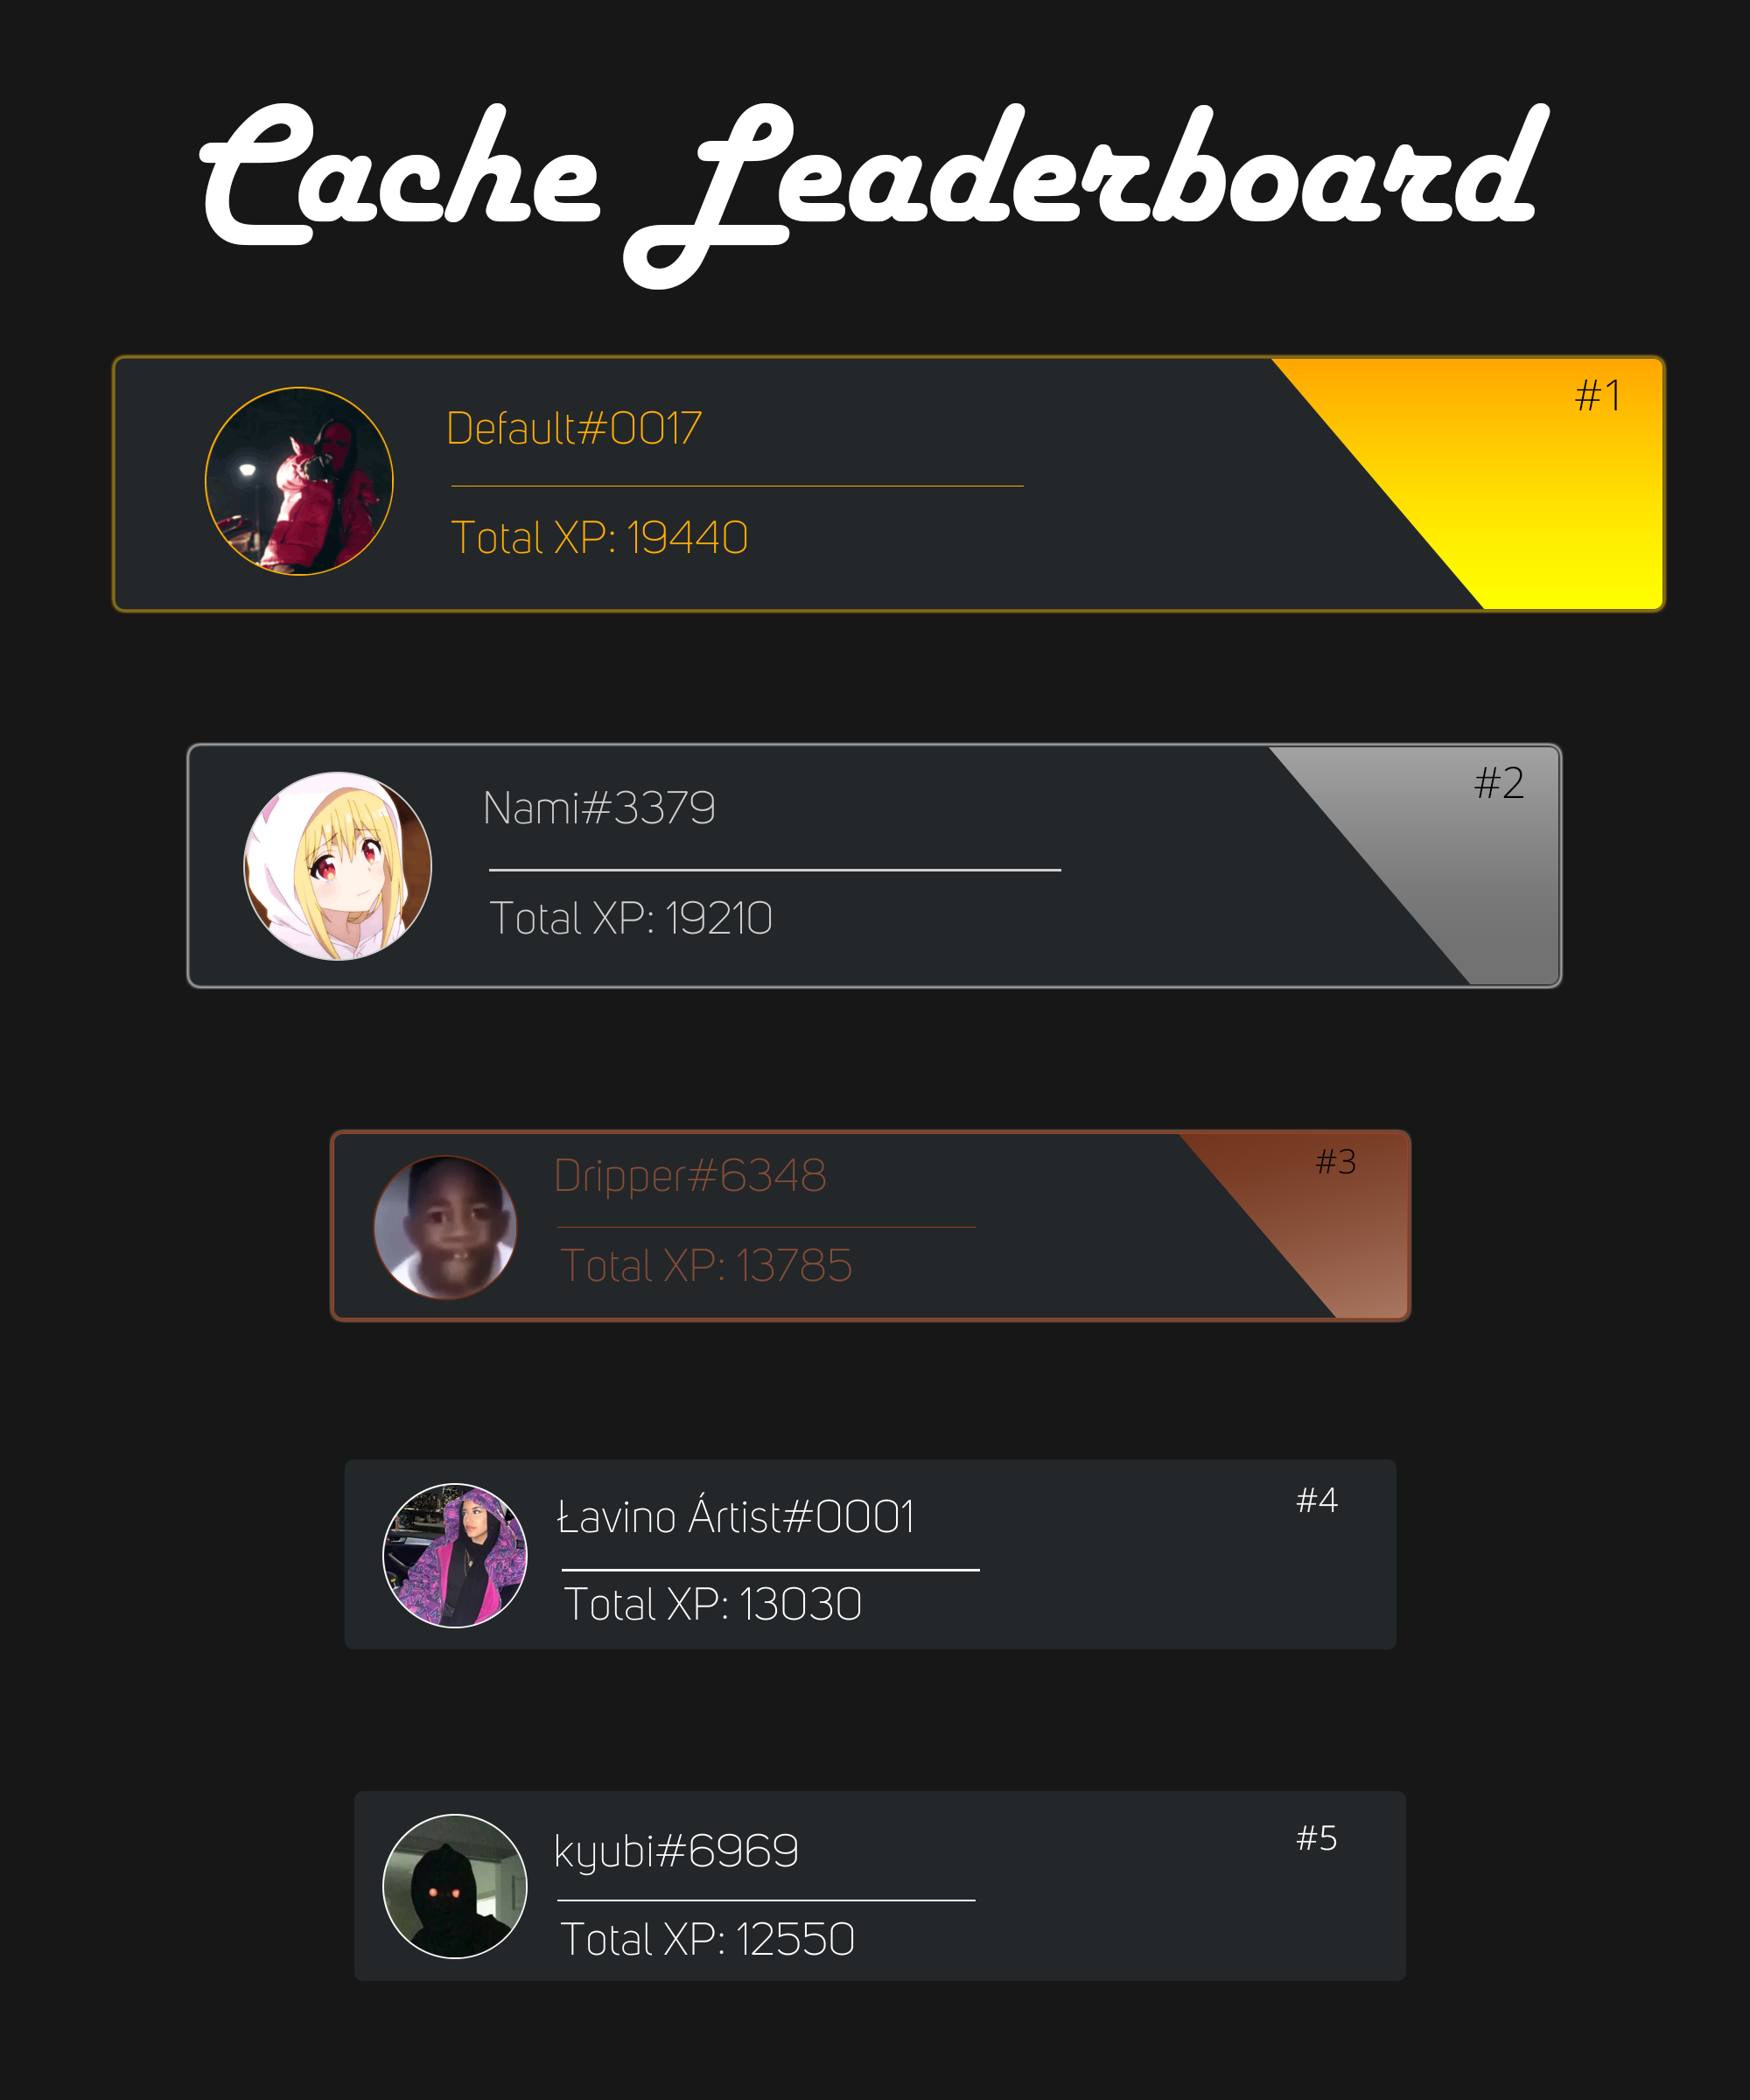 Cache Leaderboard
#1
Default#0017
Total XP: 19440
#2
Nami#3379
Total XP: 19210
#3
Dripper#6348
Total XP: 13785
#4
Łavino Ártist#0001
Total XP: 13030
#5
kyubi#6969
Total XP: 12550